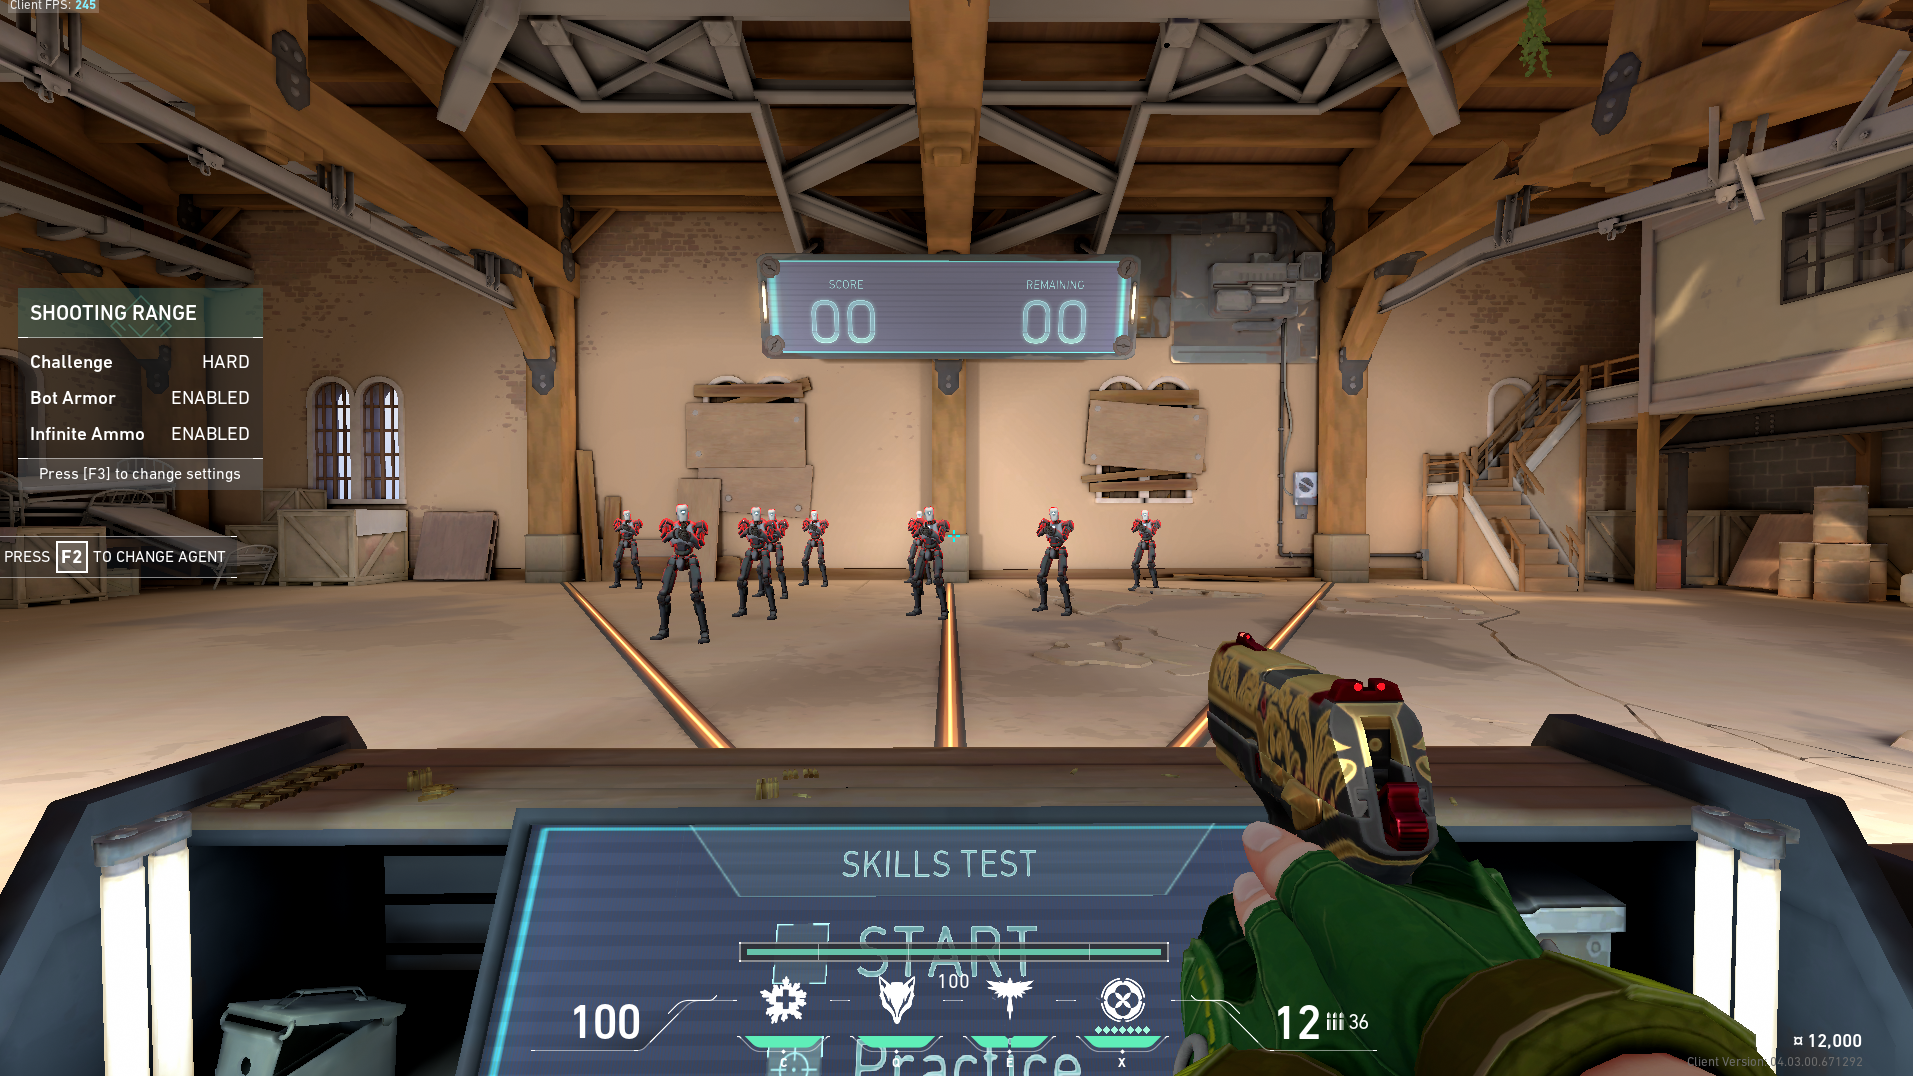 Client FPS: 245
SCORE
REMAINING
00
00
SHOOTING RANGE
Challenge HARD
Bot Armor ENABLED
Infinite Ammo ENABLED
Press [F3] to change settings
PRESS F2 TO CHANGE AGENT
SKILLS TEST
START
100
100
12 36
Practice
C
E
X
¤ 12,000
Client Version: 04.03.00.671292